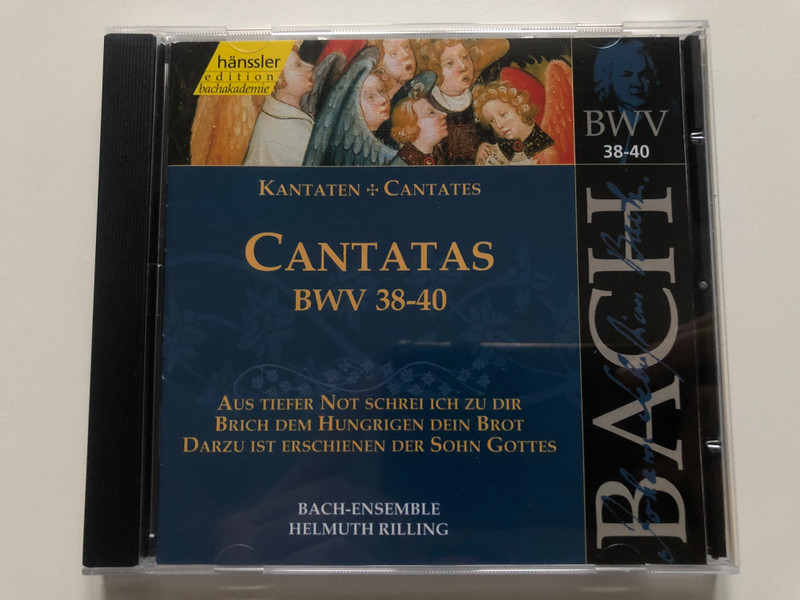 hänssler
edition
bachakademie
BWV
38-40
KANTATEN ✢ CANTATES
CANTATAS
BWV 38-40
AUS TIEFER NOT SCHREI ICH ZU DIR
BRICH DEM HUNGRIGEN DEIN BROT
DARZU IST ERSCHIENEN DER SOHN GOTTES
BACH-ENSEMBLE
HELMUTH RILLING
BACH